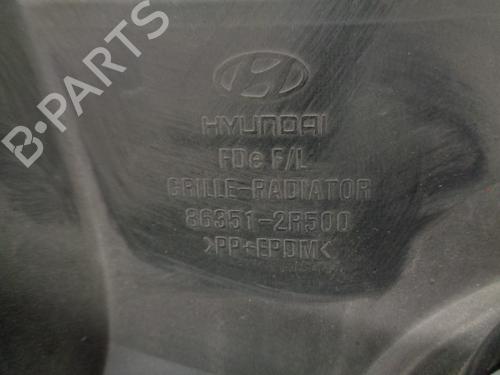 HYUNDAI
FDe F/L
GRILLE-RADIATOR
86351-2R500
>PP+EPDM<
B-PARTS